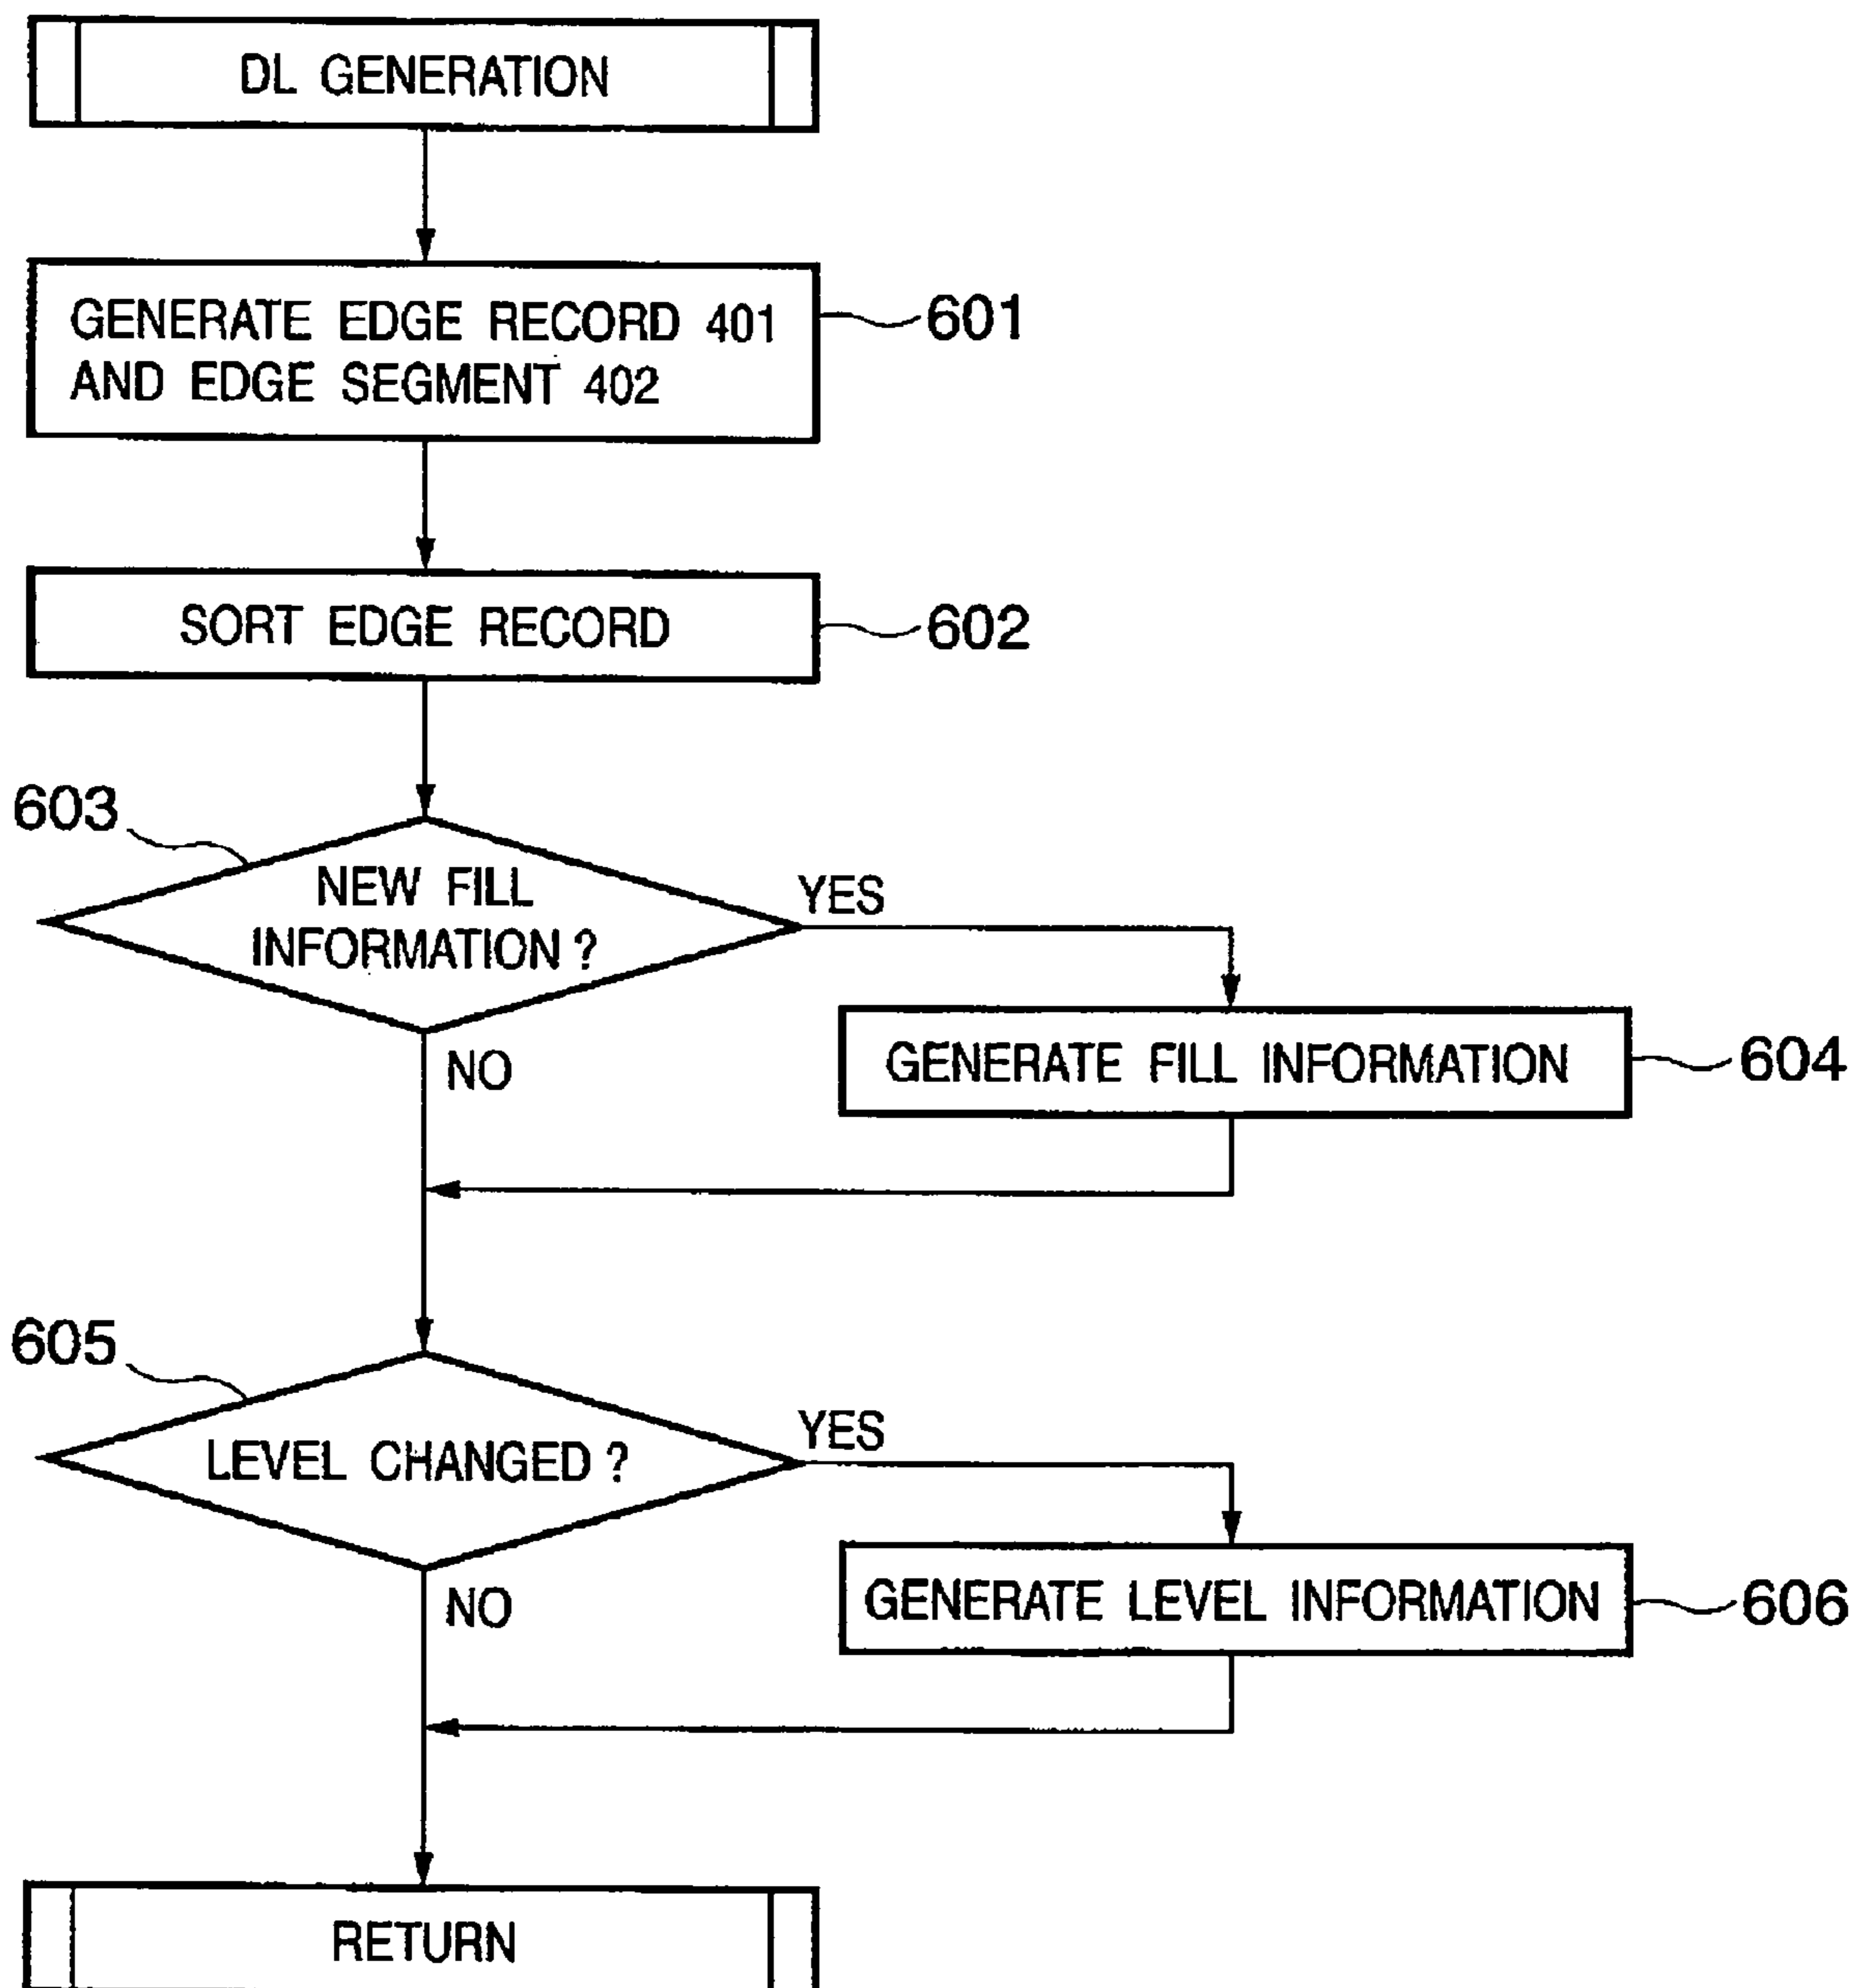 DL GENERATION
GENERATE EDGE RECORD 401
AND EDGE SEGMENT 402
601
SORT EDGE RECORD
602
603
NEW FILL
INFORMATION ?
YES
NO
GENERATE FILL INFORMATION
604
605
LEVEL CHANGED ?
YES
NO
GENERATE LEVEL INFORMATION
606
RETURN